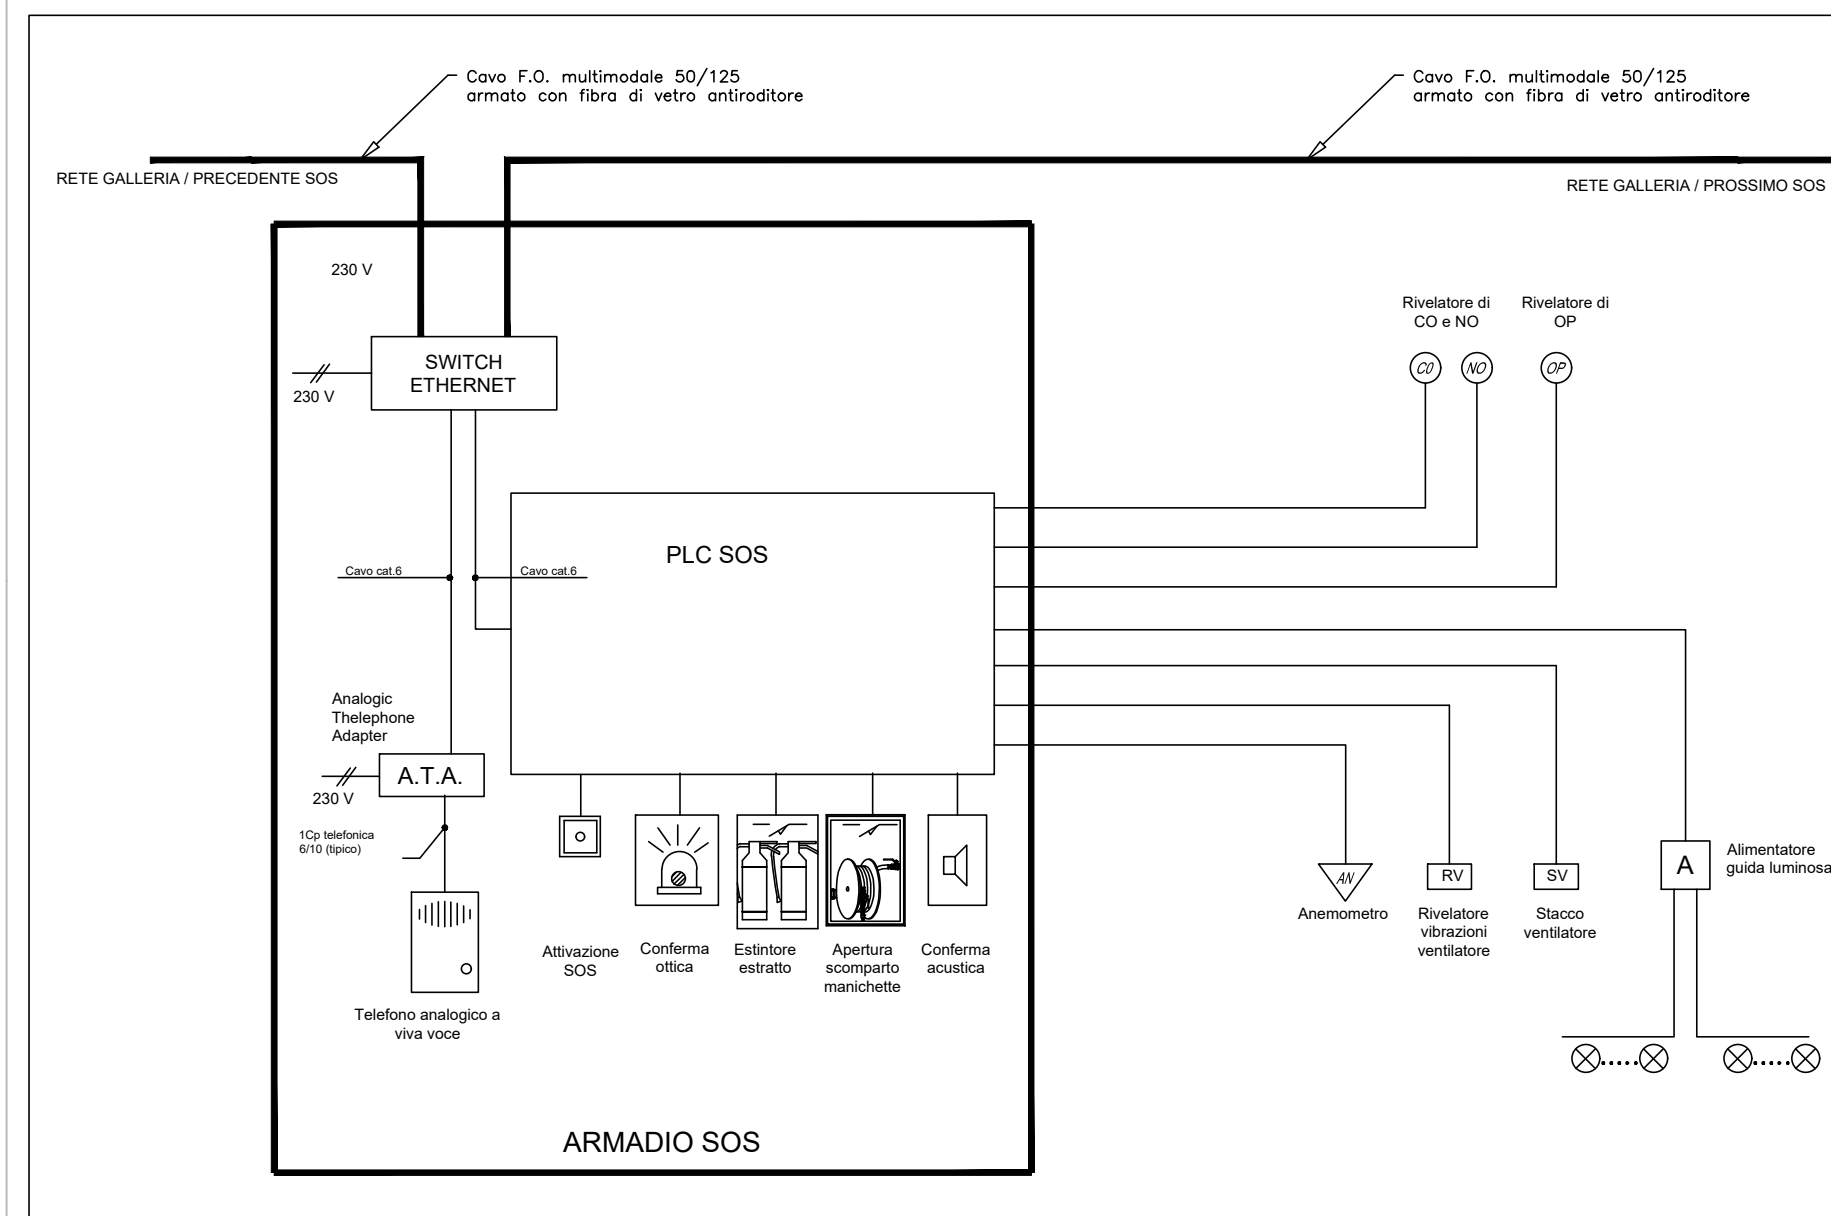 Cavo F.O. multimodale 50/125
armato con fibra di vetro antiroditore
Cavo F.O. multimodale 50/125
armato con fibra di vetro antiroditore
RETE GALLERIA / PRECEDENTE SOS
RETE GALLERIA / PROSSIMO SOS
230 V
SWITCH
ETHERNET
230 V
Rivelatore di
CO e NO
Rivelatore di
OP
CO
NO
OP
PLC SOS
Cavo cat.6
Cavo cat.6
Analogic
Thelephone
Adapter
A.T.A.
230 V
1Cp telefonica
6/10 (tipico)
Telefono analogico a
viva voce
Attivazione
SOS
Conferma
ottica
Estintore
estratto
Apertura
scomparto
manichette
Conferma
acustica
AN
Anemometro
RV
Rivelatore
vibrazioni
ventilatore
SV
Stacco
ventilatore
A
Alimentatore
guida luminosa
ARMADIO SOS